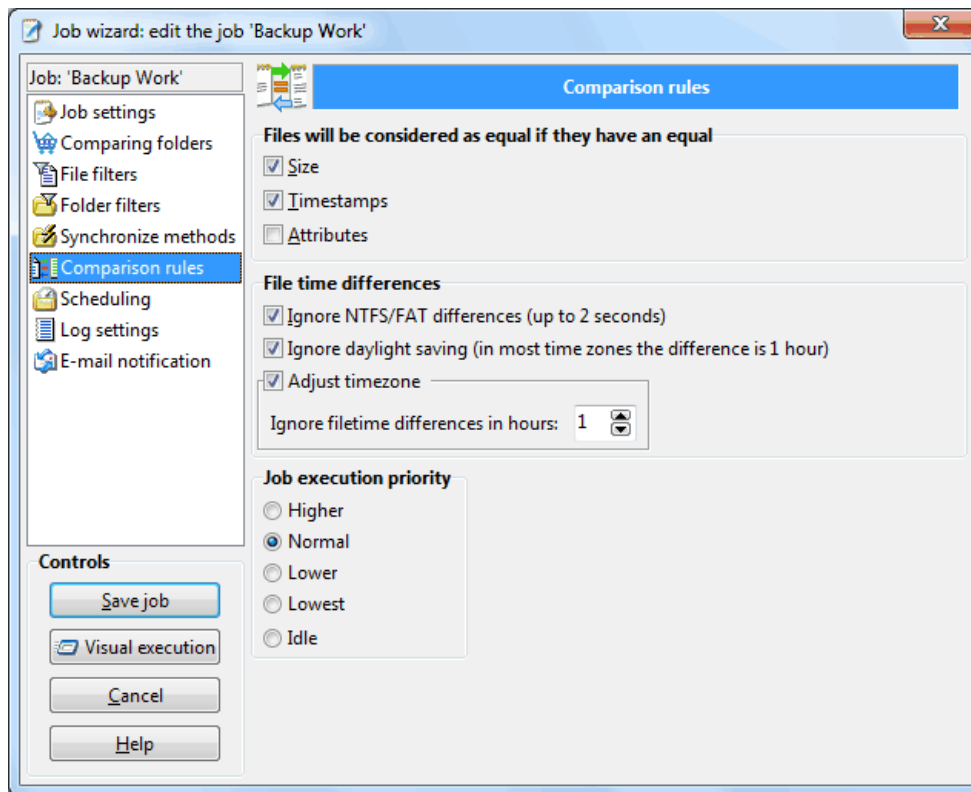 Job wizard: edit the job 'Backup Work'
Job: 'Backup Work'
Job settings
Comparing folders
File filters
Folder filters
Synchronize methods
Comparison rules
Scheduling
Log settings
E-mail notification
Controls
Save job
Visual execution
Cancel
Help
Comparison rules
Files will be considered as equal if they have an equal
Size
Timestamps
Attributes
File time differences
Ignore NTFS/FAT differences (up to 2 seconds)
Ignore daylight saving (in most time zones the difference is 1 hour)
Adjust timezone
Ignore filetime differences in hours: 1
Job execution priority
Higher
Normal
Lower
Lowest
Idle